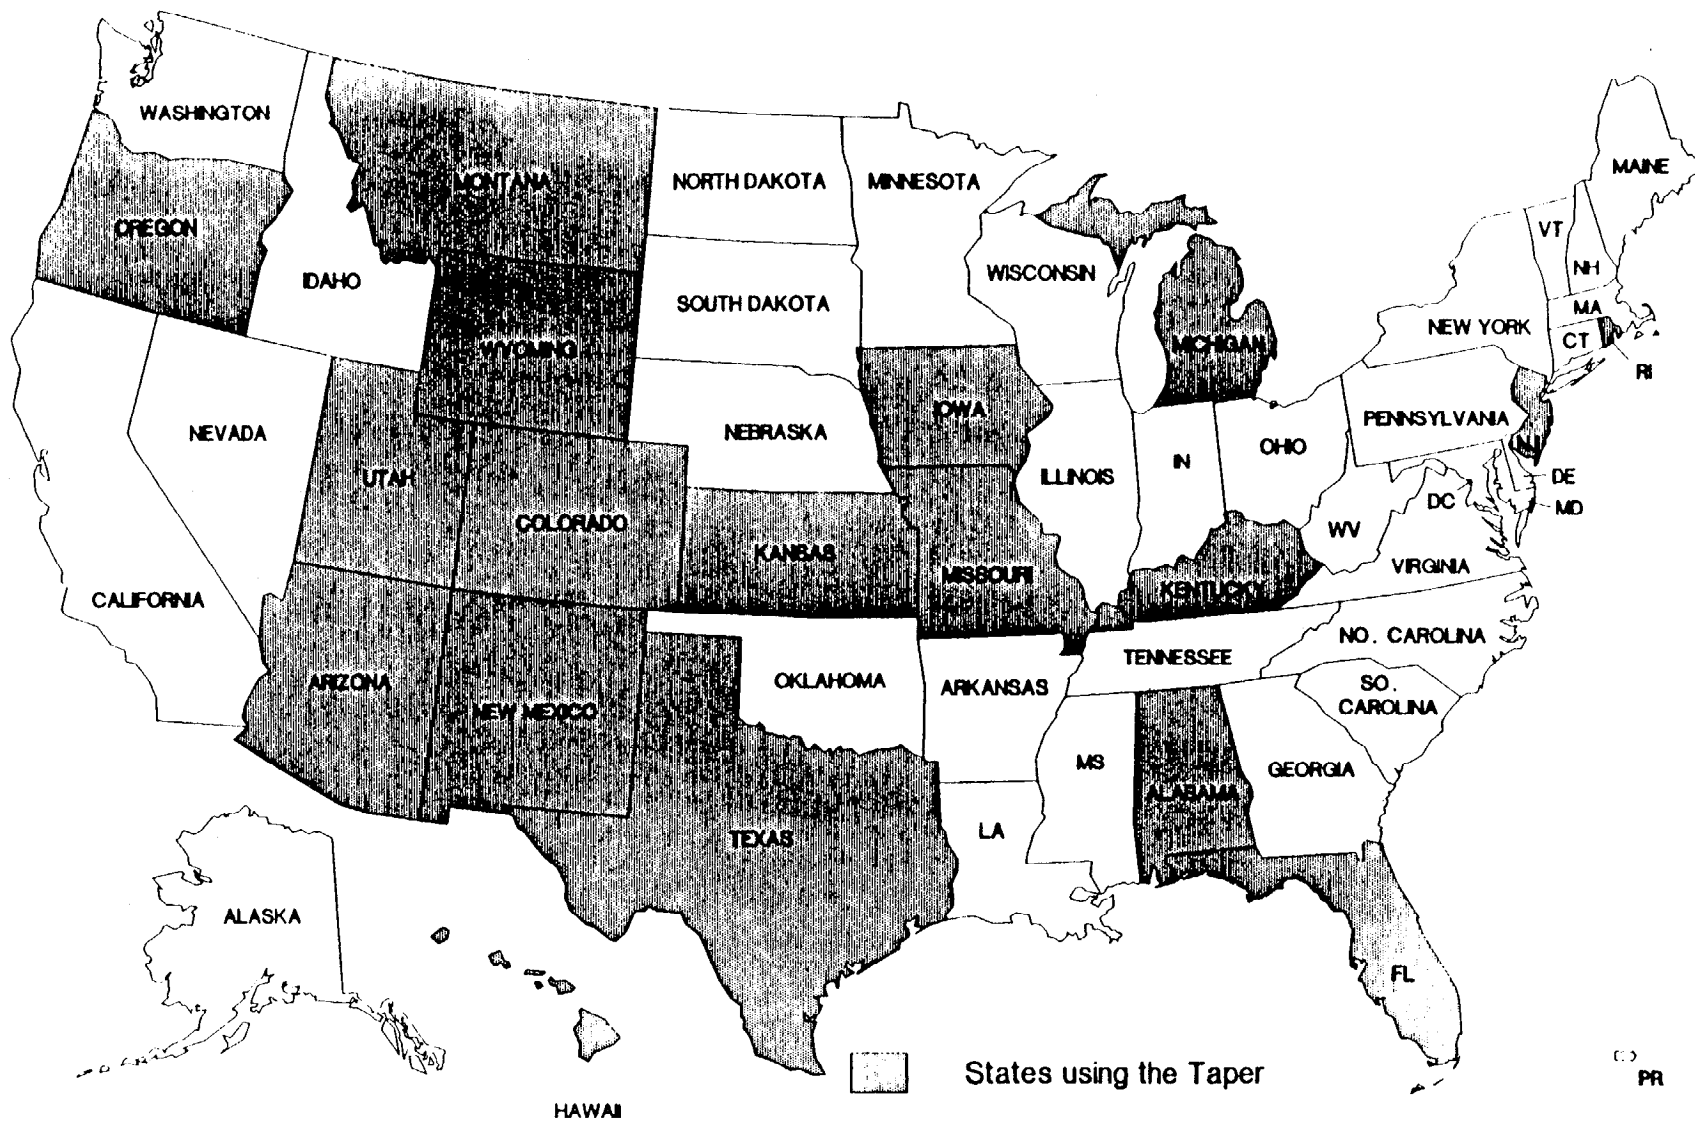 WASHINGTON
MAINE
MONTANA
NORTH DAKOTA
MINNESOTA
OREGON
VT
WISCONSIN
NH
IDAHO
SOUTH DAKOTA
MA
NEW YORK
CT
WYOMING
MICHIGAN
RI
IOWA
PENNSYLVANIA
NEVADA
NEBRASKA
NJ
OHIO
IN
UTAH
ILLINOIS
DE
DC
MD
COLORADO
WV
KANSAS
VIRGINIA
MISSOURI
KENTUCKY
CALIFORNIA
NO. CAROLINA
TENNESSEE
ARIZONA
OKLAHOMA
ARKANSAS
SO.
CAROLINA
NEW MEXICO
MS
GEORGIA
ALABAMA
LA
TEXAS
ALASKA
FL
States using the Taper
PR
HAWAII